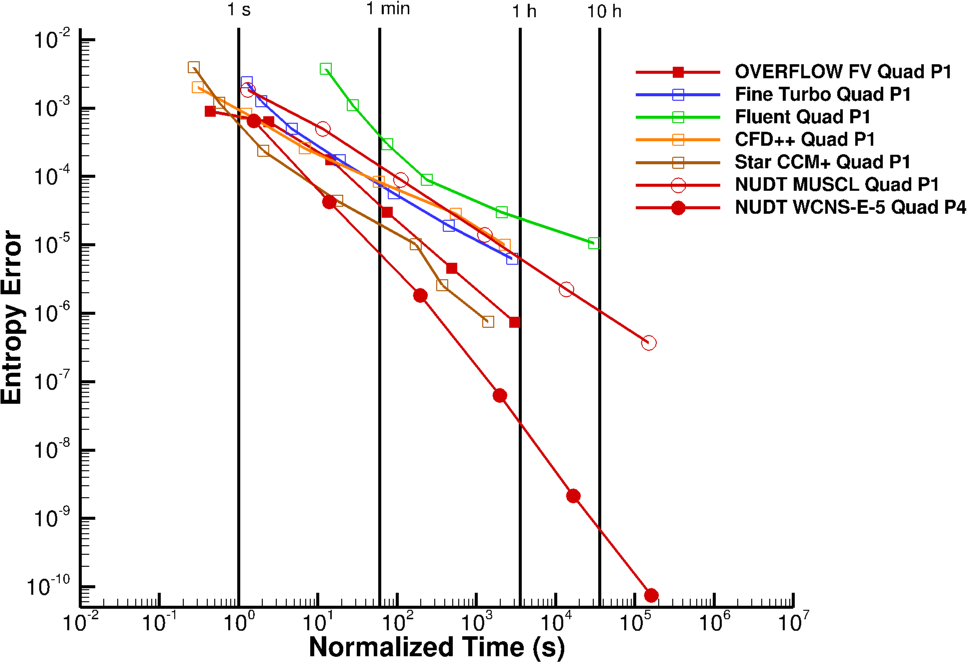 1 s 1 min 1 h 10 h
10-2
10-3
10-4
10-5
10-6
10-7
10-8
10-9
10-10
Entropy Error
OVERFLOW FV Quad P1
Fine Turbo Quad P1
Fluent Quad P1
CFD++ Quad P1
Star CCM+ Quad P1
NUDT MUSCL Quad P1
NUDT WCNS-E-5 Quad P4
10-2 10-1 100 101 102 103 104 105 106 107
Normalized Time (s)